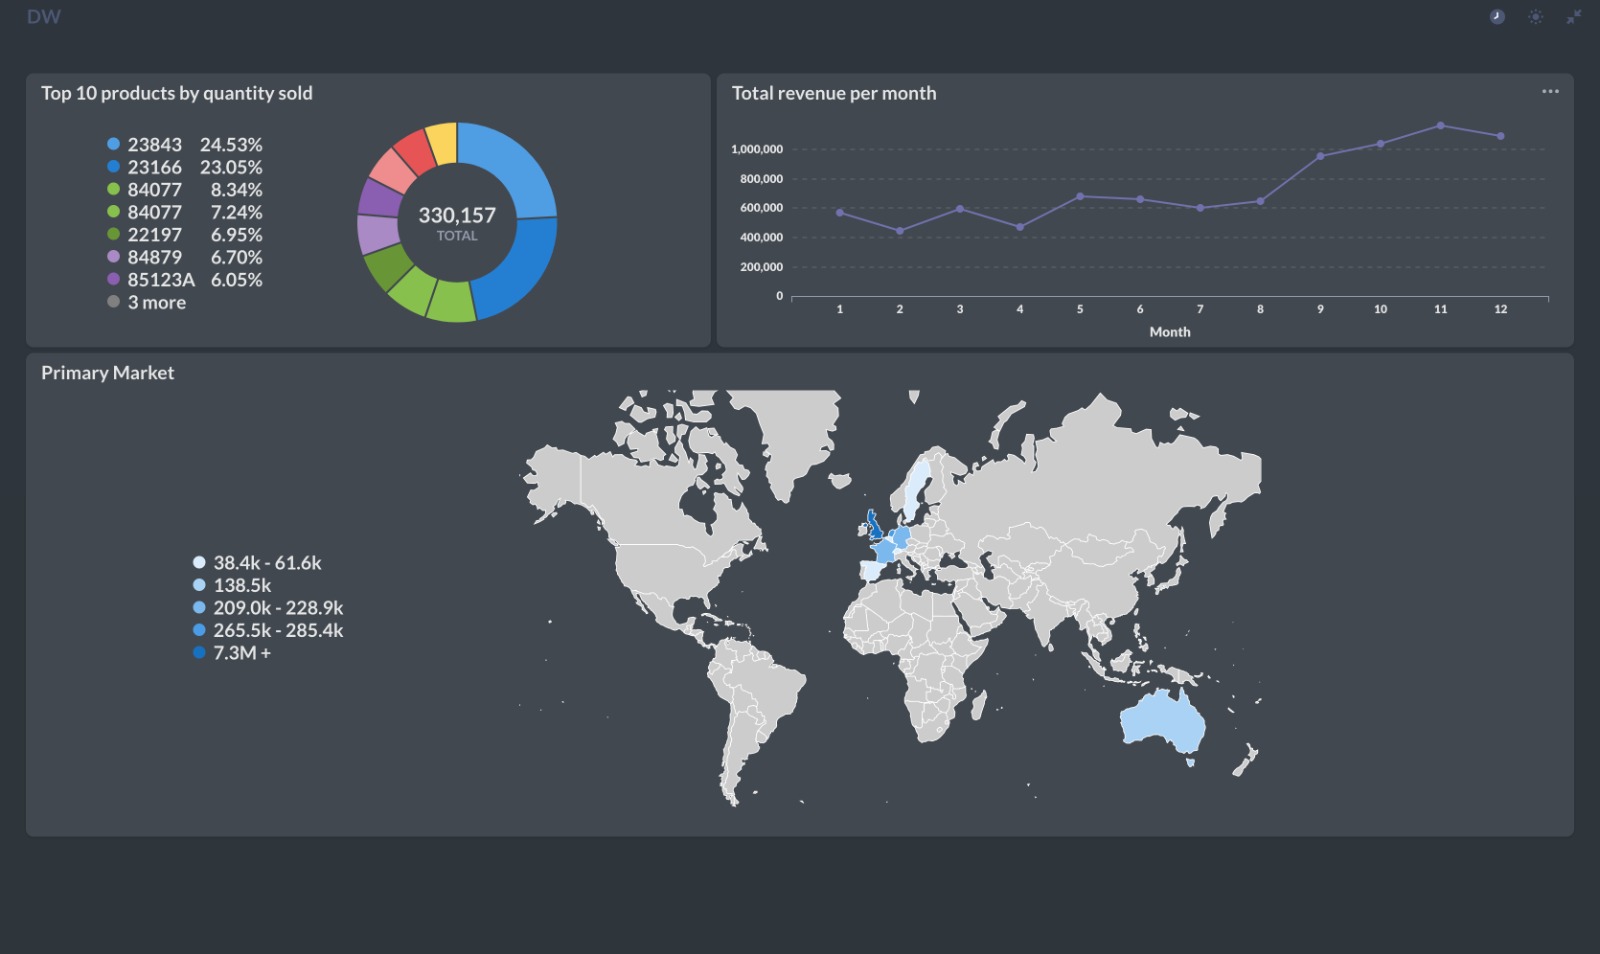 DW
Top 10 products by quantity sold
23843 24.53%
23166 23.05%
84077 8.34%
84077 7.24%
22197 6.95%
84879 6.70%
85123A 6.05%
3 more
330,157
TOTAL
Total revenue per month
1,000,000
800,000
600,000
400,000
200,000
0
1 2 3 4 5 6 7 8 9 10 11 12
Month
Primary Market
38.4k - 61.6k
138.5k
209.0k - 228.9k
265.5k - 285.4k
7.3M +